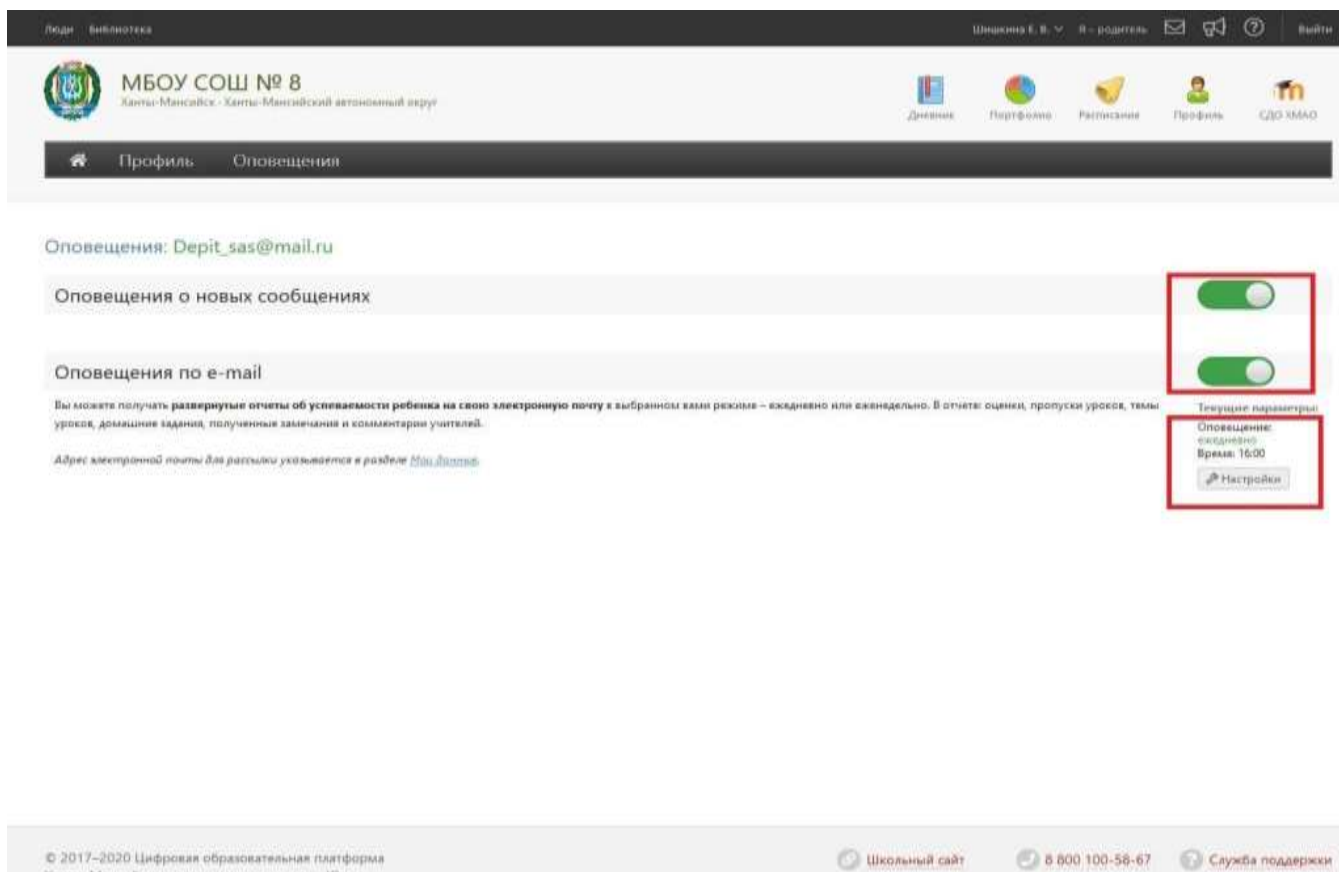 Люди Библиотека
Шишкина Е. В. Я – родитель Выйти
МБОУ СОШ № 8
Ханты-Мансийск - Ханты-Мансийский автономный округ
Дневник Портфолио Расписание Профиль СДО ХМАО
Профиль Оповещения
Оповещения: Depit_sas@mail.ru
Оповещения о новых сообщениях
Оповещения по e-mail
Вы можете получать развернутые отчеты об успеваемости ребенка на свою электронную почту в выбранном вами режиме – ежедневно или еженедельно. В отчете: оценки, пропуски уроков, темы
уроков, домашние задания, полученные замечания и комментарии учителей.
Адрес электронной почты для рассылки указывается в разделе Мои данные.
Текущие параметры:
Оповещение:
ежедневно
Время: 16:00
Настройки
© 2017–2020 Цифровая образовательная платформа
Школьный сайт 8 800 100-58-67 Служба поддержки